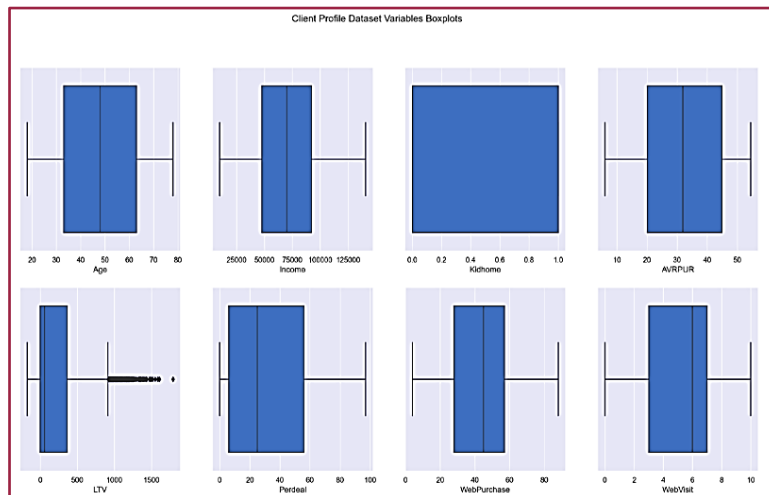 Client Profile Dataset Variables Boxplots
20 30 40 50 60 70 80
Age
25000 50000 75000 100000 125000
Income
0.0 0.2 0.4 0.6 0.8 1.0
Kidhome
10 20 30 40 50
AVRPUR
0 500 1000 1500
LTV
0 20 40 60 80 100
Perdeal
0 20 40 60 80
WebPurchase
0 2 4 6 8 10
WebVisit